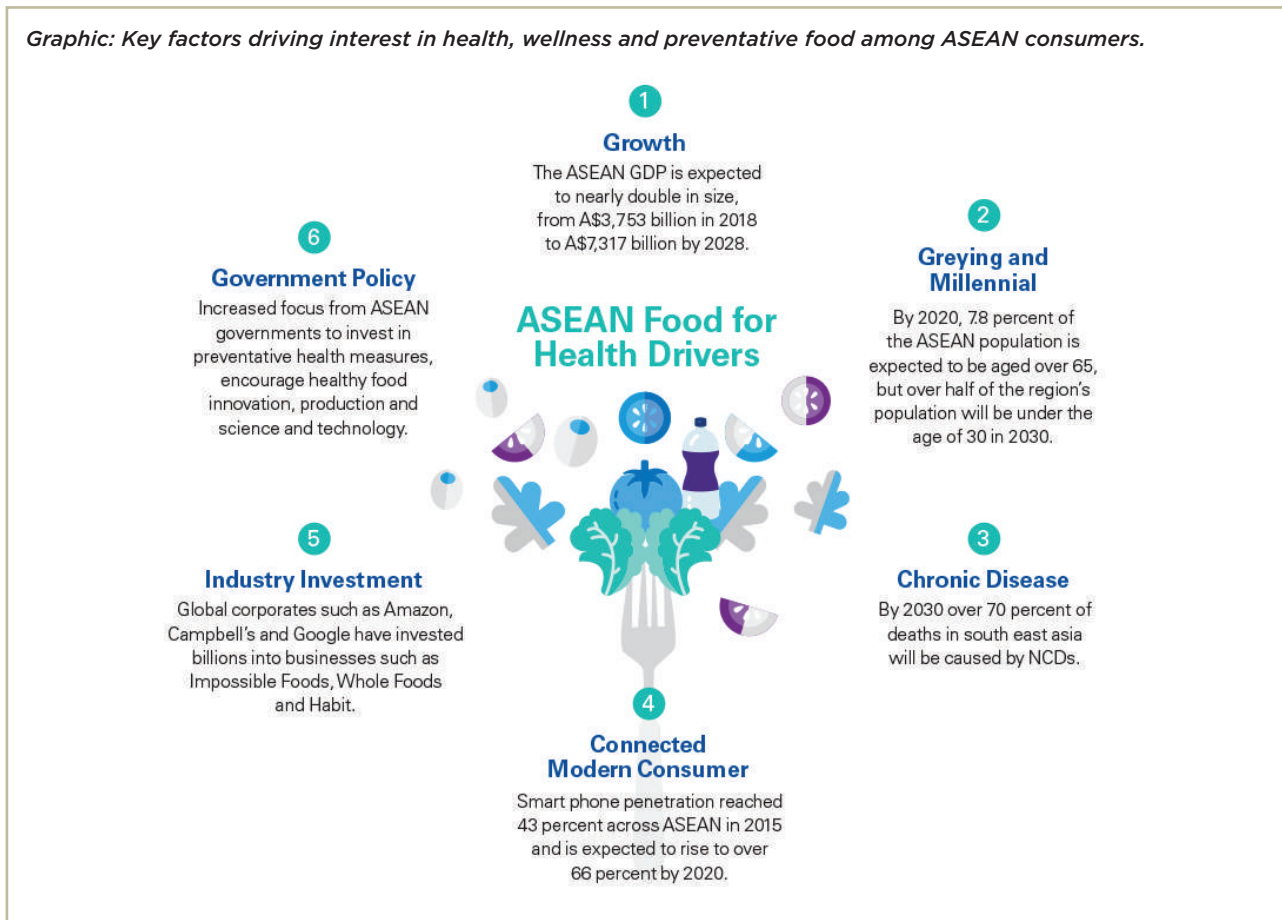 Graphic: Key factors driving interest in health, wellness and preventative food among ASEAN consumers.
1
Growth
The ASEAN GDP is expected
to nearly double in size,
from A$3,753 billion in 2018
to A$7,317 billion by 2028.
2
Greying and
Millennial
By 2020, 7.8 percent of
the ASEAN population is
expected to be aged over 65,
but over half of the region's
population will be under the
age of 30 in 2030.
3
Chronic Disease
By 2030 over 70 percent of
deaths in south east asia
will be caused by NCDs.
4
Connected
Modern Consumer
Smart phone penetration reached
43 percent across ASEAN in 2015
and is expected to rise to over
66 percent by 2020.
5
Industry Investment
Global corporates such as Amazon,
Campbell's and Google have invested
billions into businesses such as
Impossible Foods, Whole Foods
and Habit.
6
Government Policy
Increased focus from ASEAN
governments to invest in
preventative health measures,
encourage healthy food
innovation, production and
science and technology.
ASEAN Food for
Health Drivers